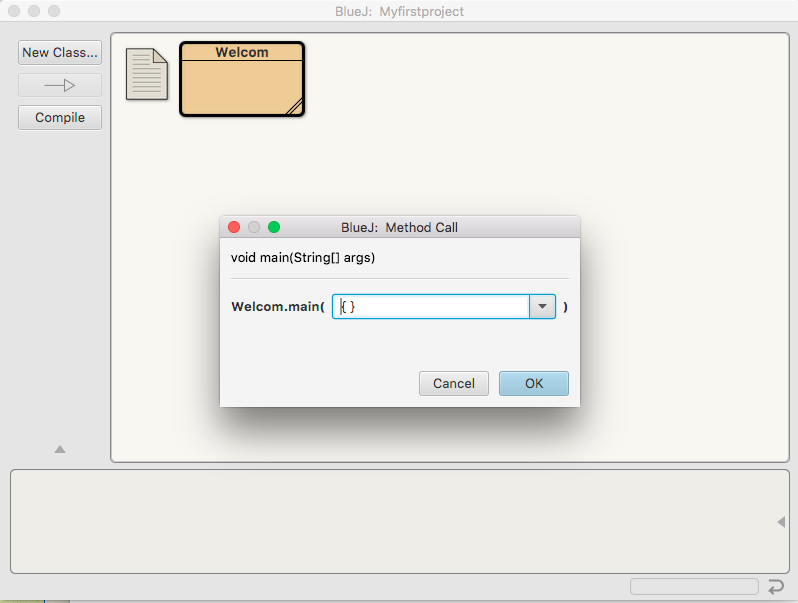 BlueJ: Myfirstproject
New Class...
Compile
Welcom
BlueJ: Method Call
void main(String[] args)
Welcom.main( { } )
Cancel
OK